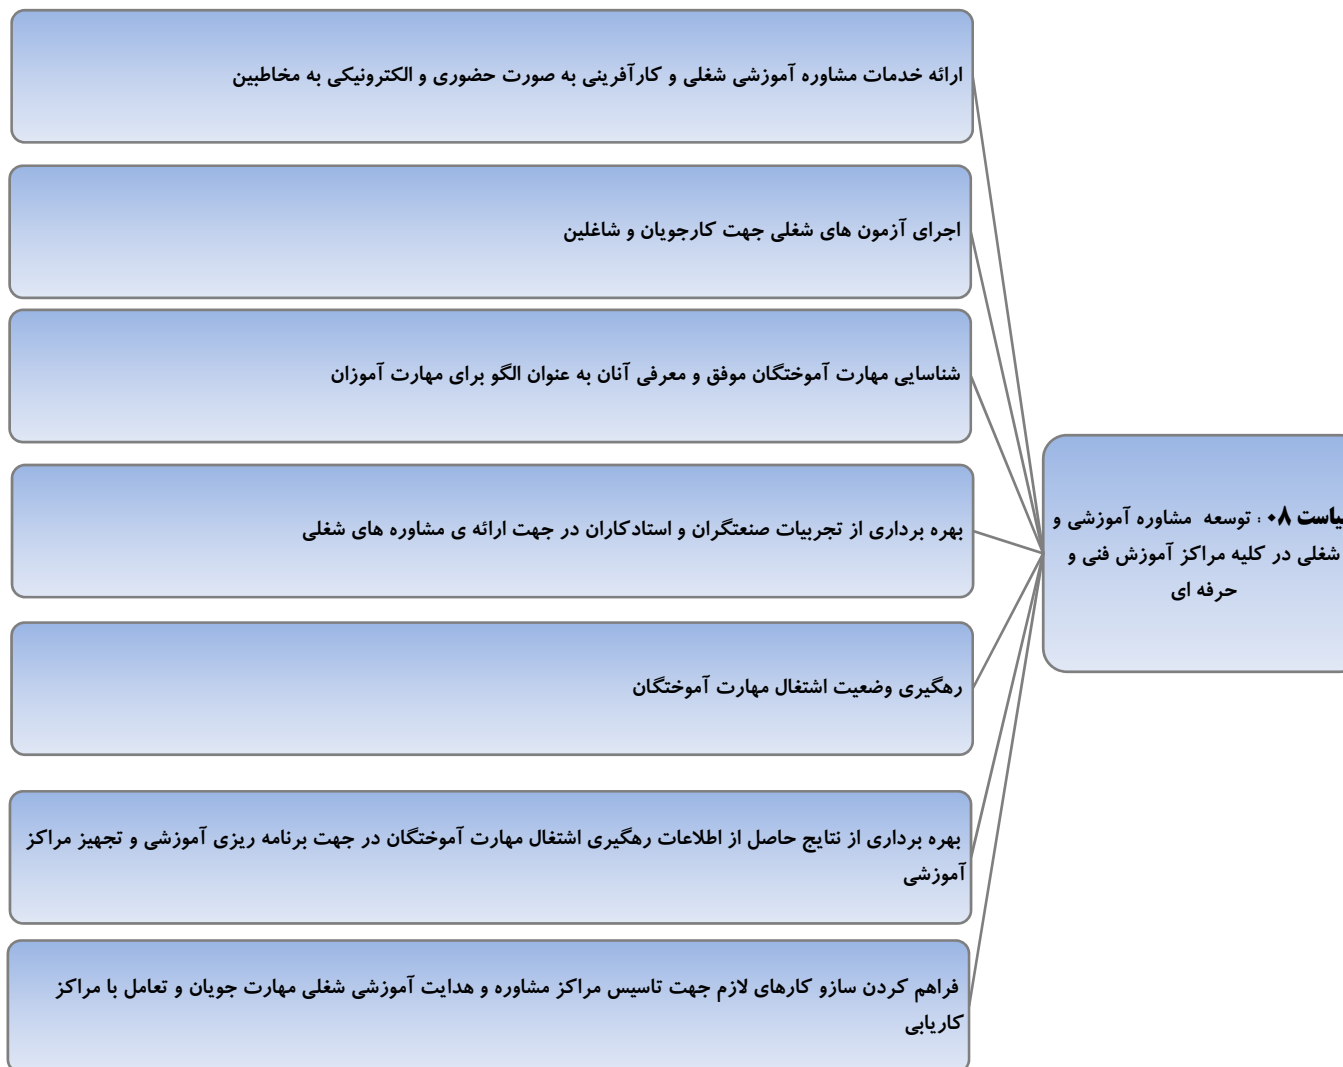 ارائه خدمات مشاوره آموزشی شغلی و کارآفرینی به صورت حضوری و الکترونیکی به مخاطبین
اجرای آزمون های شغلی جهت کارجویان و شاغلین
شناسایی مهارت آموختگان موفق و معرفی آنان به عنوان الگو برای مهارت آموزان
بهره برداری از تجربیات صنعتگران و استادکاران در جهت ارائه ی مشاوره های شغلی
رهگیری وضعیت اشتغال مهارت آموختگان
بهره برداری از نتایج حاصل از اطلاعات رهگیری اشتغال مهارت آموختگان در جهت برنامه ریزی آموزشی و تجهیز مراکز
آموزشی
فراهم کردن سازو کارهای لازم جهت تاسیس مراکز مشاوره و هدایت آموزشی شغلی مهارت جویان و تعامل با مراکز
کاریابی
۰۸ : توسعه مشاوره آموزشی و
شغلی در کلیه مراکز آموزش فنی و
حرفه ای